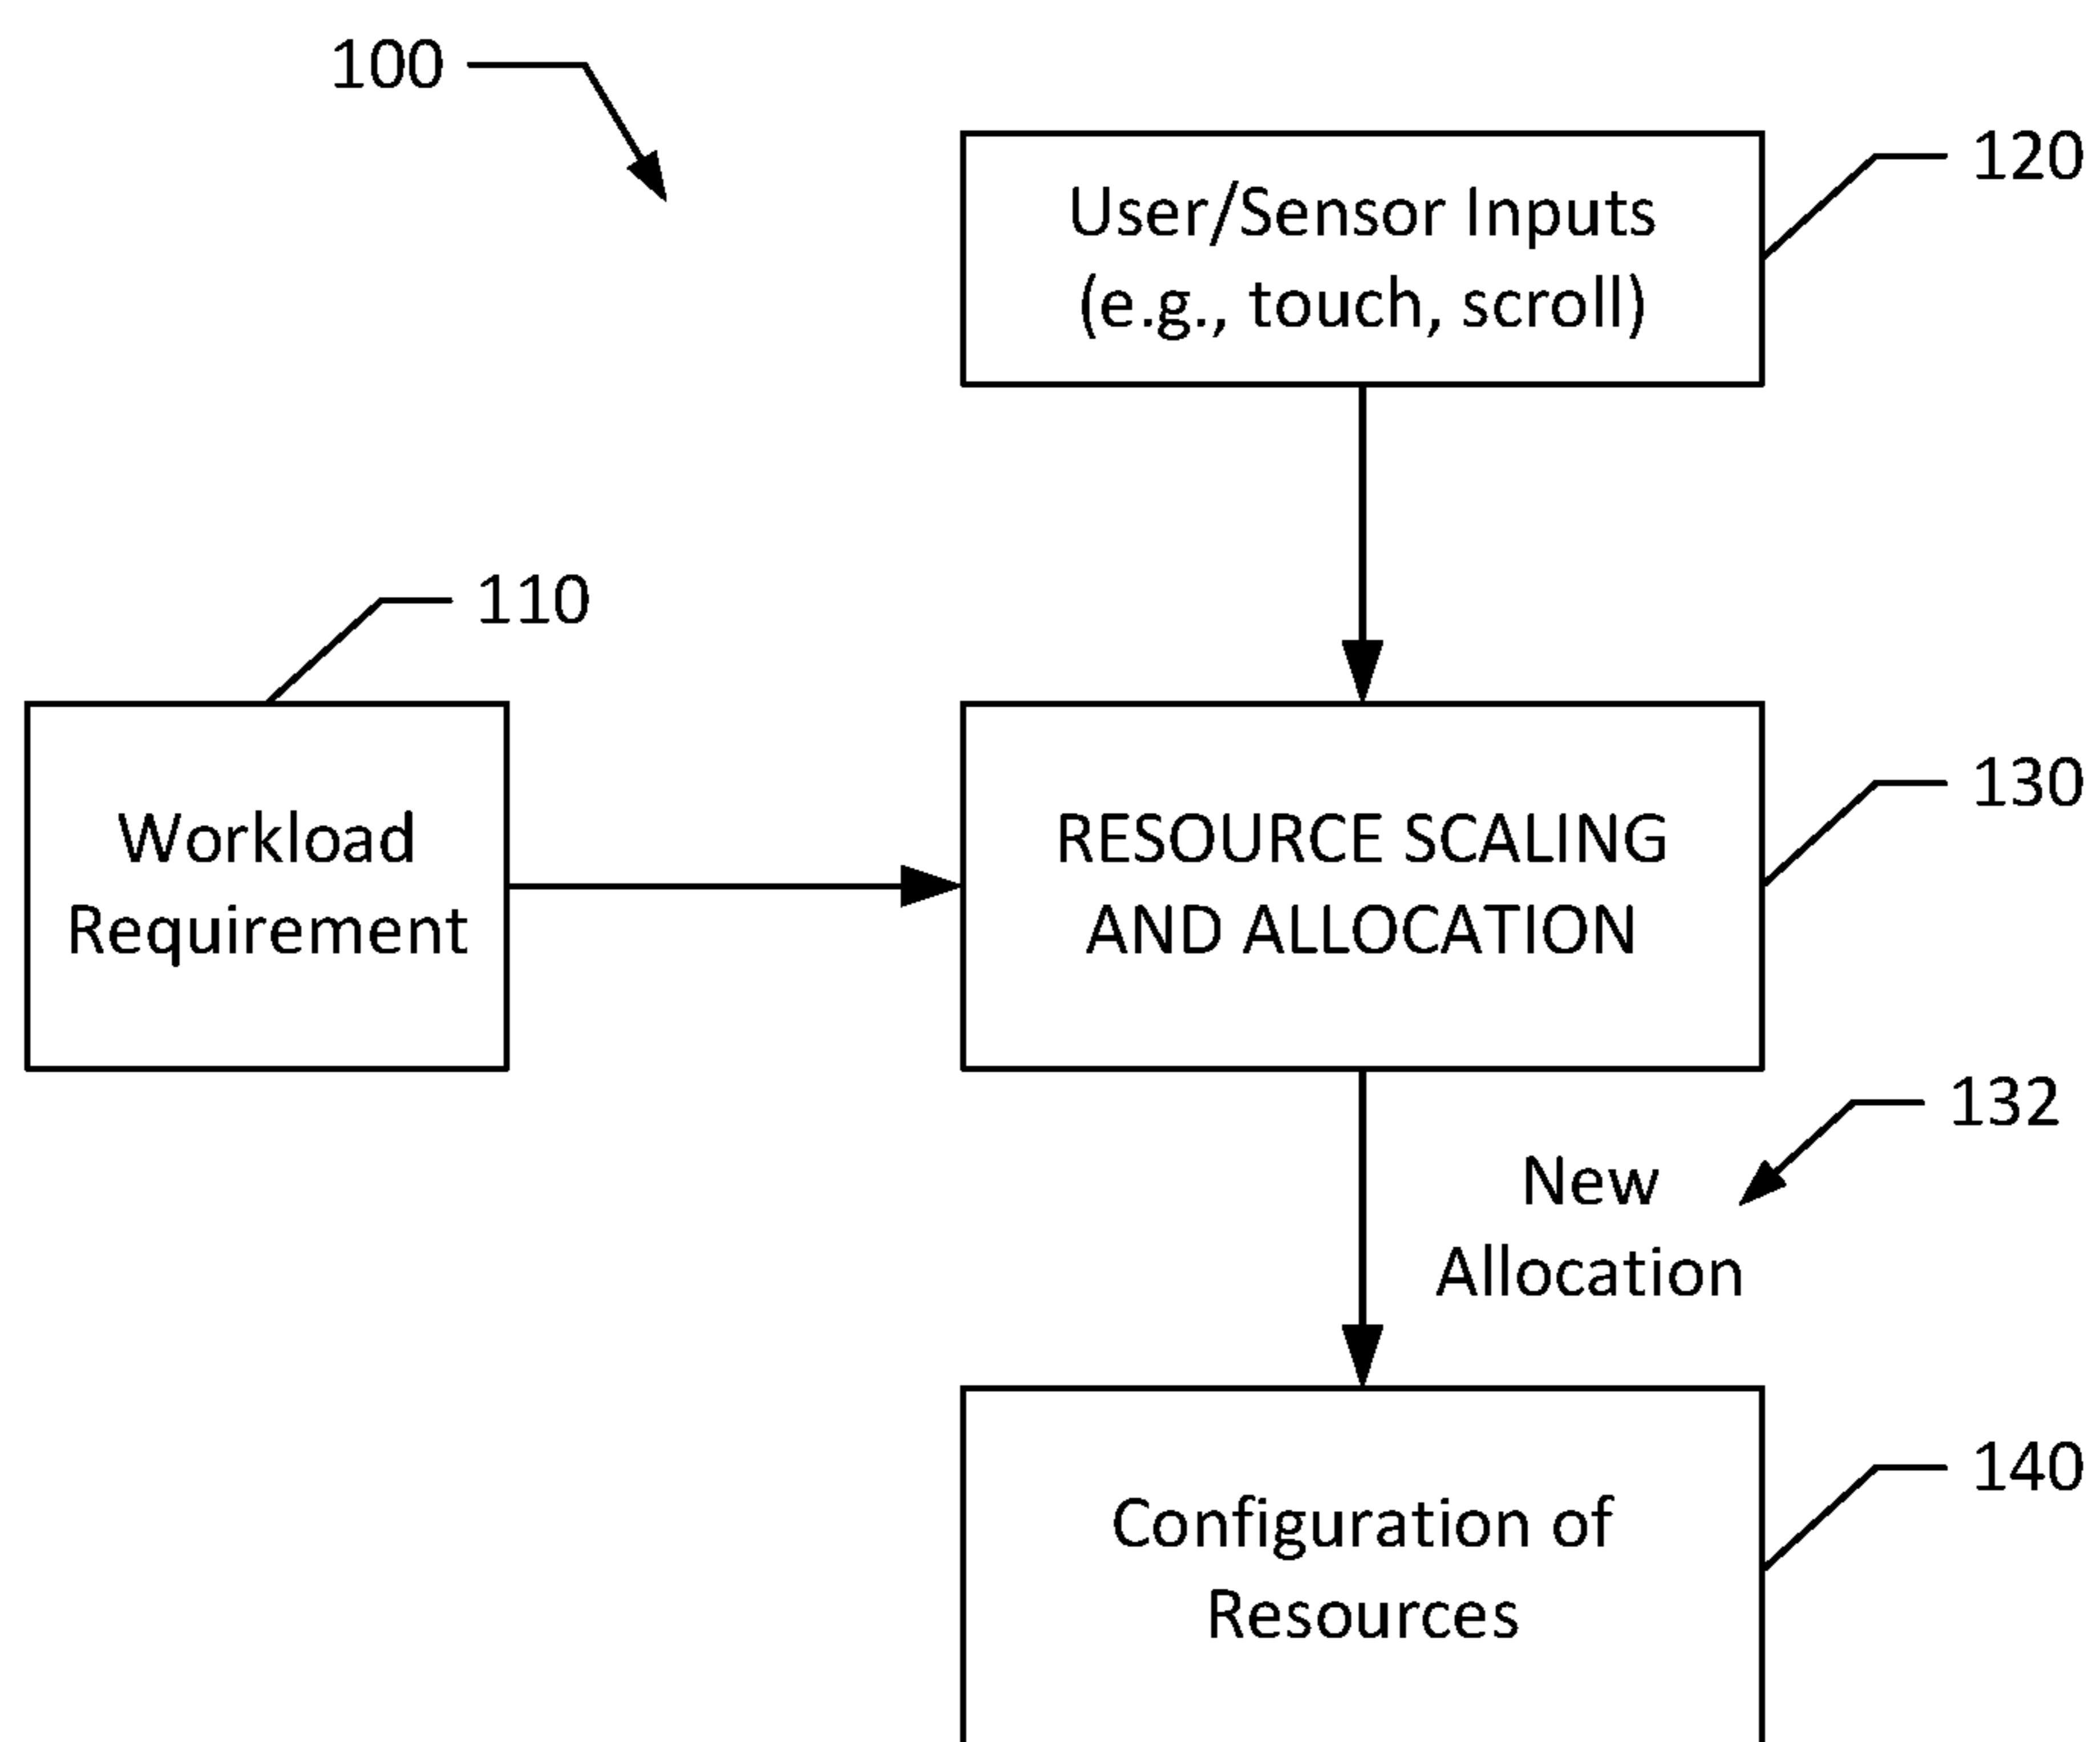 100
120
User/Sensor Inputs
(e.g., touch, scroll)
110
Workload
Requirement
130
RESOURCE SCALING
AND ALLOCATION
132
New
Allocation
140
Configuration of
Resources